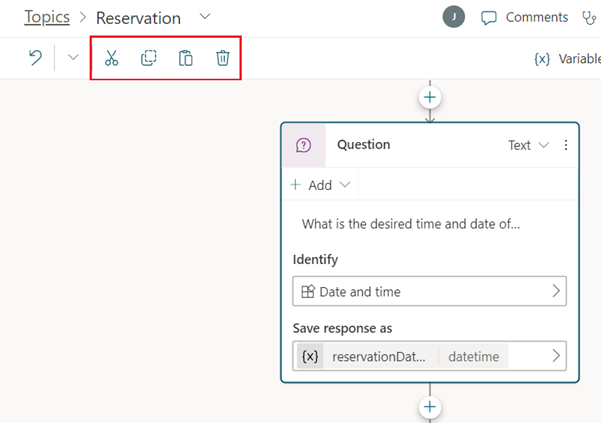 Topics > Reservation
J
Comments
{x} Variable
Question
Text
+ Add
What is the desired time and date of...
Identify
Date and time
Save response as
{x} reservationDat... datetime